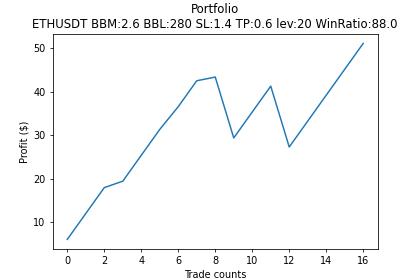 Portfolio
ETHUSDT BBM:2.6 BBL:280 SL:1.4 TP:0.6 lev:20 WinRatio:88.0
50
40
30
20
10
Profit ($)
0 2 4 6 8 10 12 14 16
Trade counts